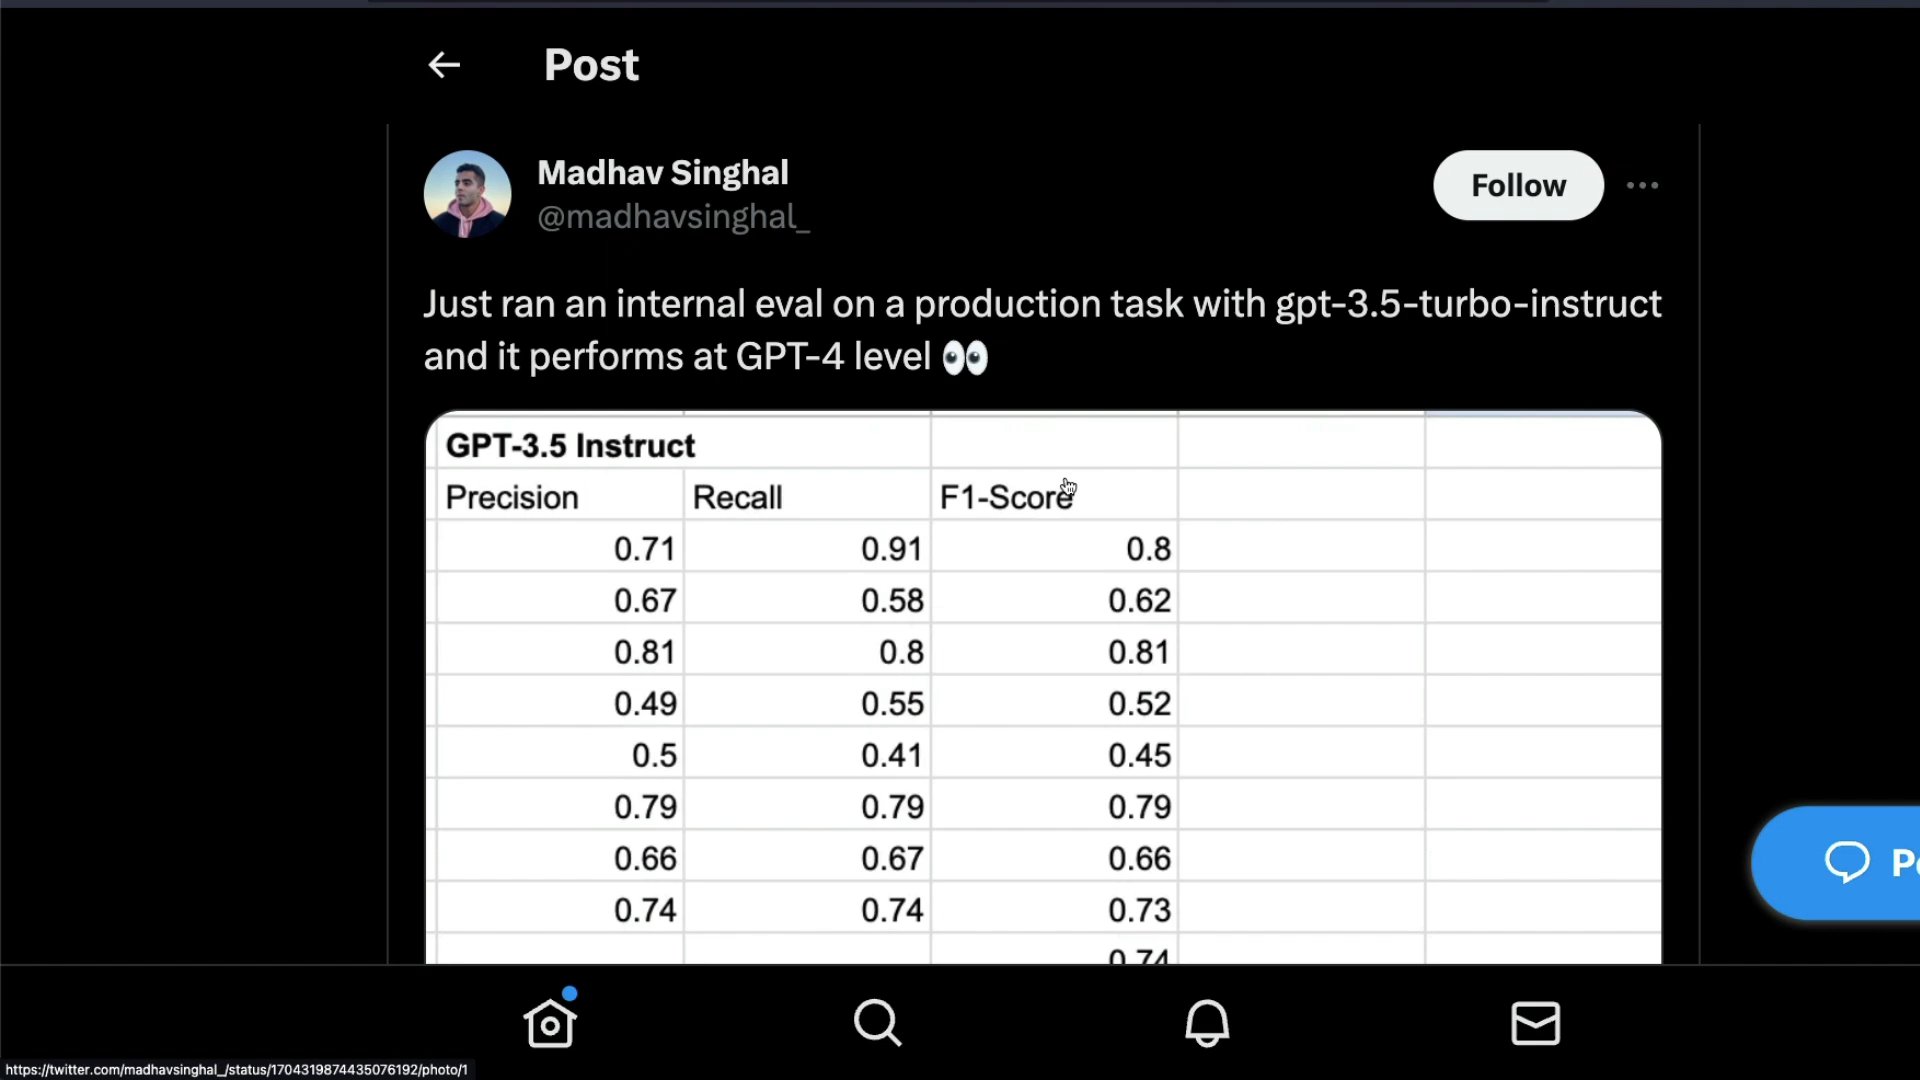 Post
Madhav Singhal
@madhavsinghal_
Follow
Just ran an internal eval on a production task with gpt-3.5-turbo-instruct
and it performs at GPT-4 level 👀
GPT-3.5 Instruct
Precision Recall F1-Score
0.71 0.91 0.8
0.67 0.58 0.62
0.81 0.8 0.81
0.49 0.55 0.52
0.5 0.41 0.45
0.79 0.79 0.79
0.66 0.67 0.66
0.74 0.74 0.73
0.74
https://twitter.com/madhavsinghal_/status/1704319874435076192/photo/1